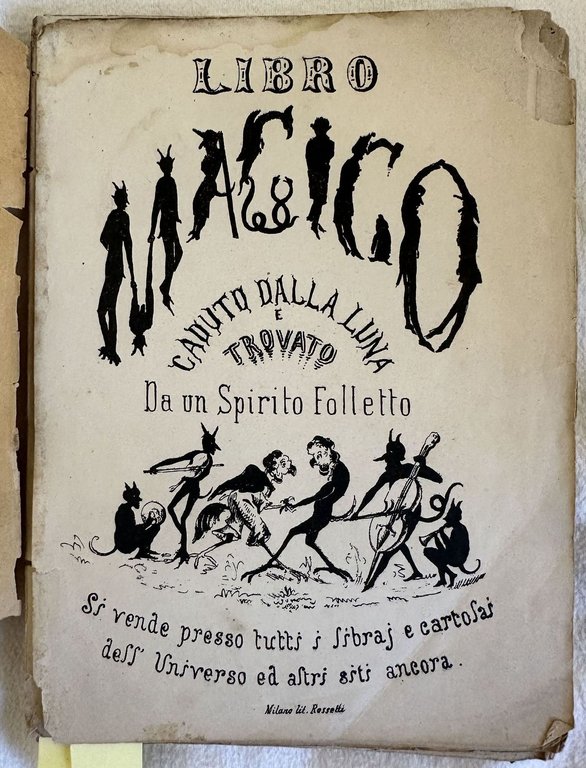 LIBRO
MAGICO
CADUTO DALLA LUNA
E
TROVATO
Da un Spirito Folletto
Si vende presso tutti i libraj e cartolai
dell' Universo ed altri siti ancora.
Milano lit. Rossetti